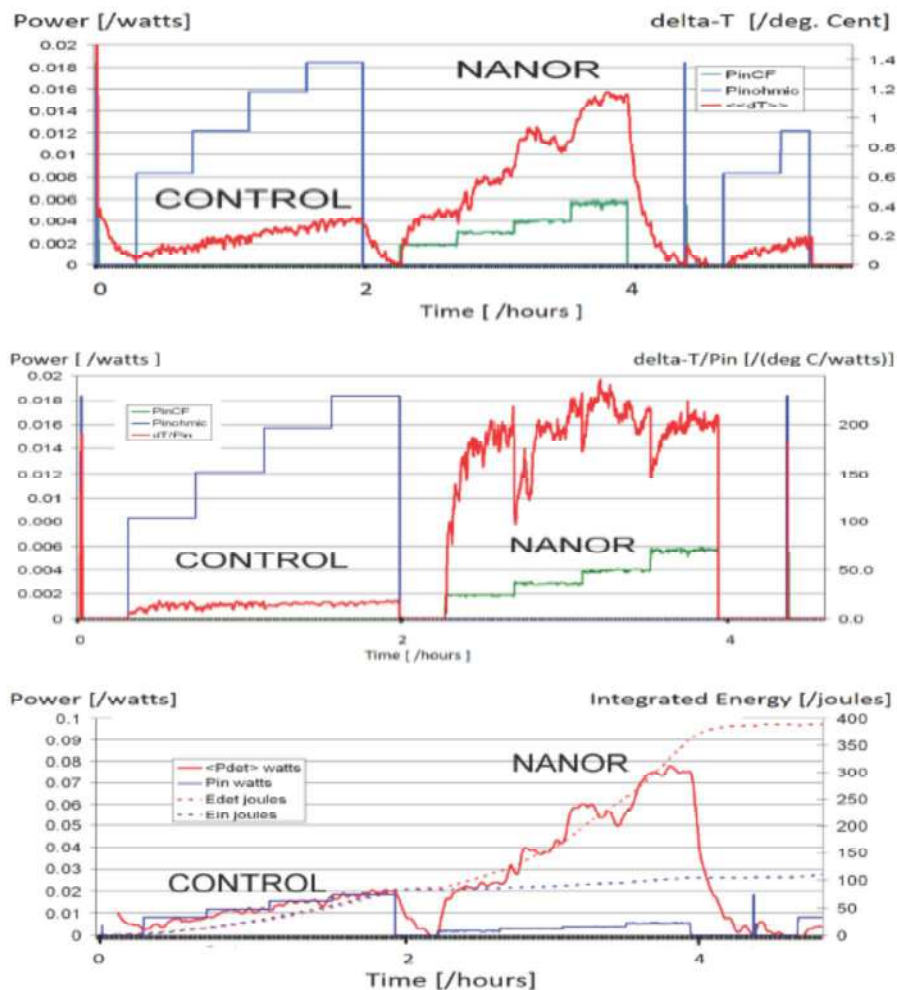 Power [/watts]
delta-T [/deg. Cent]
0.02
0.018
0.016
0.014
0.012
0.01
0.008
0.006
0.004
0.002
0
NANOR
CONTROL
PinCF
Pinohmic
<<dT>>
1.4
1.2
1
0.8
0.6
0.4
0.2
0
0
2
4
Time [ /hours ]
Power [ /watts ]
delta-T/Pin [/(deg C/watts)]
0.02
0.018
0.016
0.014
0.012
0.01
0.008
0.006
0.004
0.002
0
PinCF
Pinohmic
dT/Pin
CONTROL
NANOR
200
150
100
50.0
0.0
0
2
4
Time [ /hours ]
Power [/watts]
Integrated Energy [/joules]
0.1
0.09
0.08
0.07
0.06
0.05
0.04
0.03
0.02
0.01
0
<Pdet> watts
Pin watts
Edet joules
Ein joules
NANOR
CONTROL
400
350
300
250
200
150
100
50
0
0
2
4
Time [/hours]